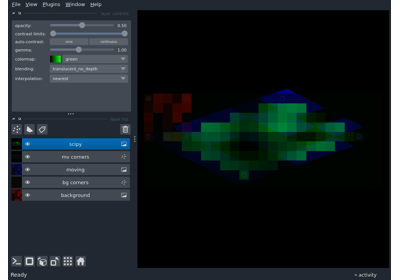 File View Plugins Window Help
layer controls
opacity: 0.50
contrast limits:
auto-contrast: once continuous
gamma: 1.00
colormap: green
blending: translucent_no_depth
interpolation: nearest
layer list
scipy
mv corners
moving
bg corners
background
Ready
activity